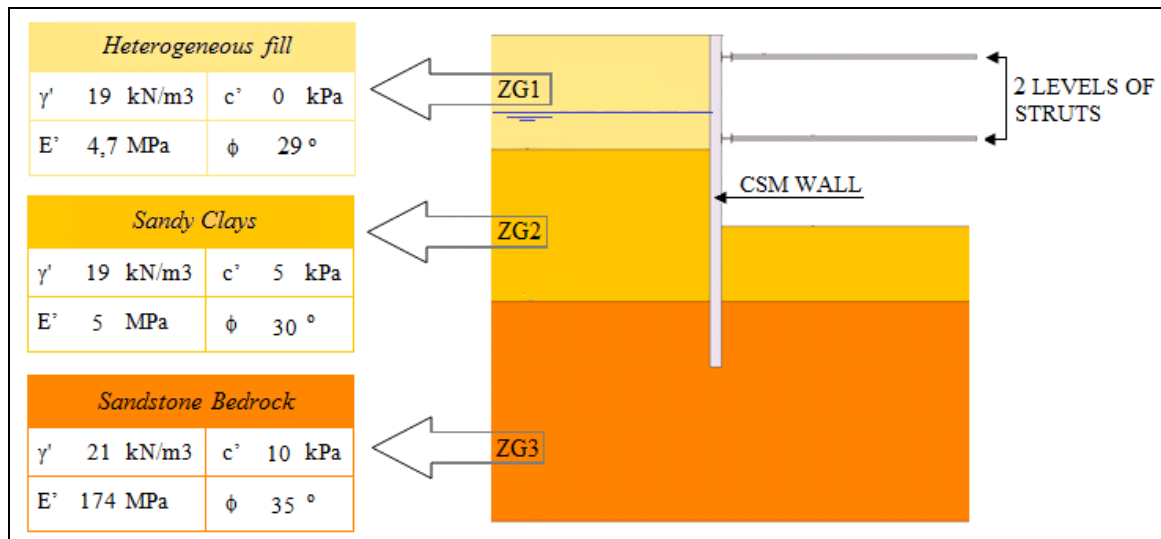 Heterogeneous fill
γ' 19 kN/m3 c' 0 kPa
E' 4,7 MPa ϕ 29 º
Sandy Clays
γ' 19 kN/m3 c' 5 kPa
E' 5 MPa ϕ 30 º
Sandstone Bedrock
γ' 21 kN/m3 c' 10 kPa
E' 174 MPa ϕ 35 º
ZG1
ZG2
ZG3
2 LEVELS OF
STRUTS
CSM WALL